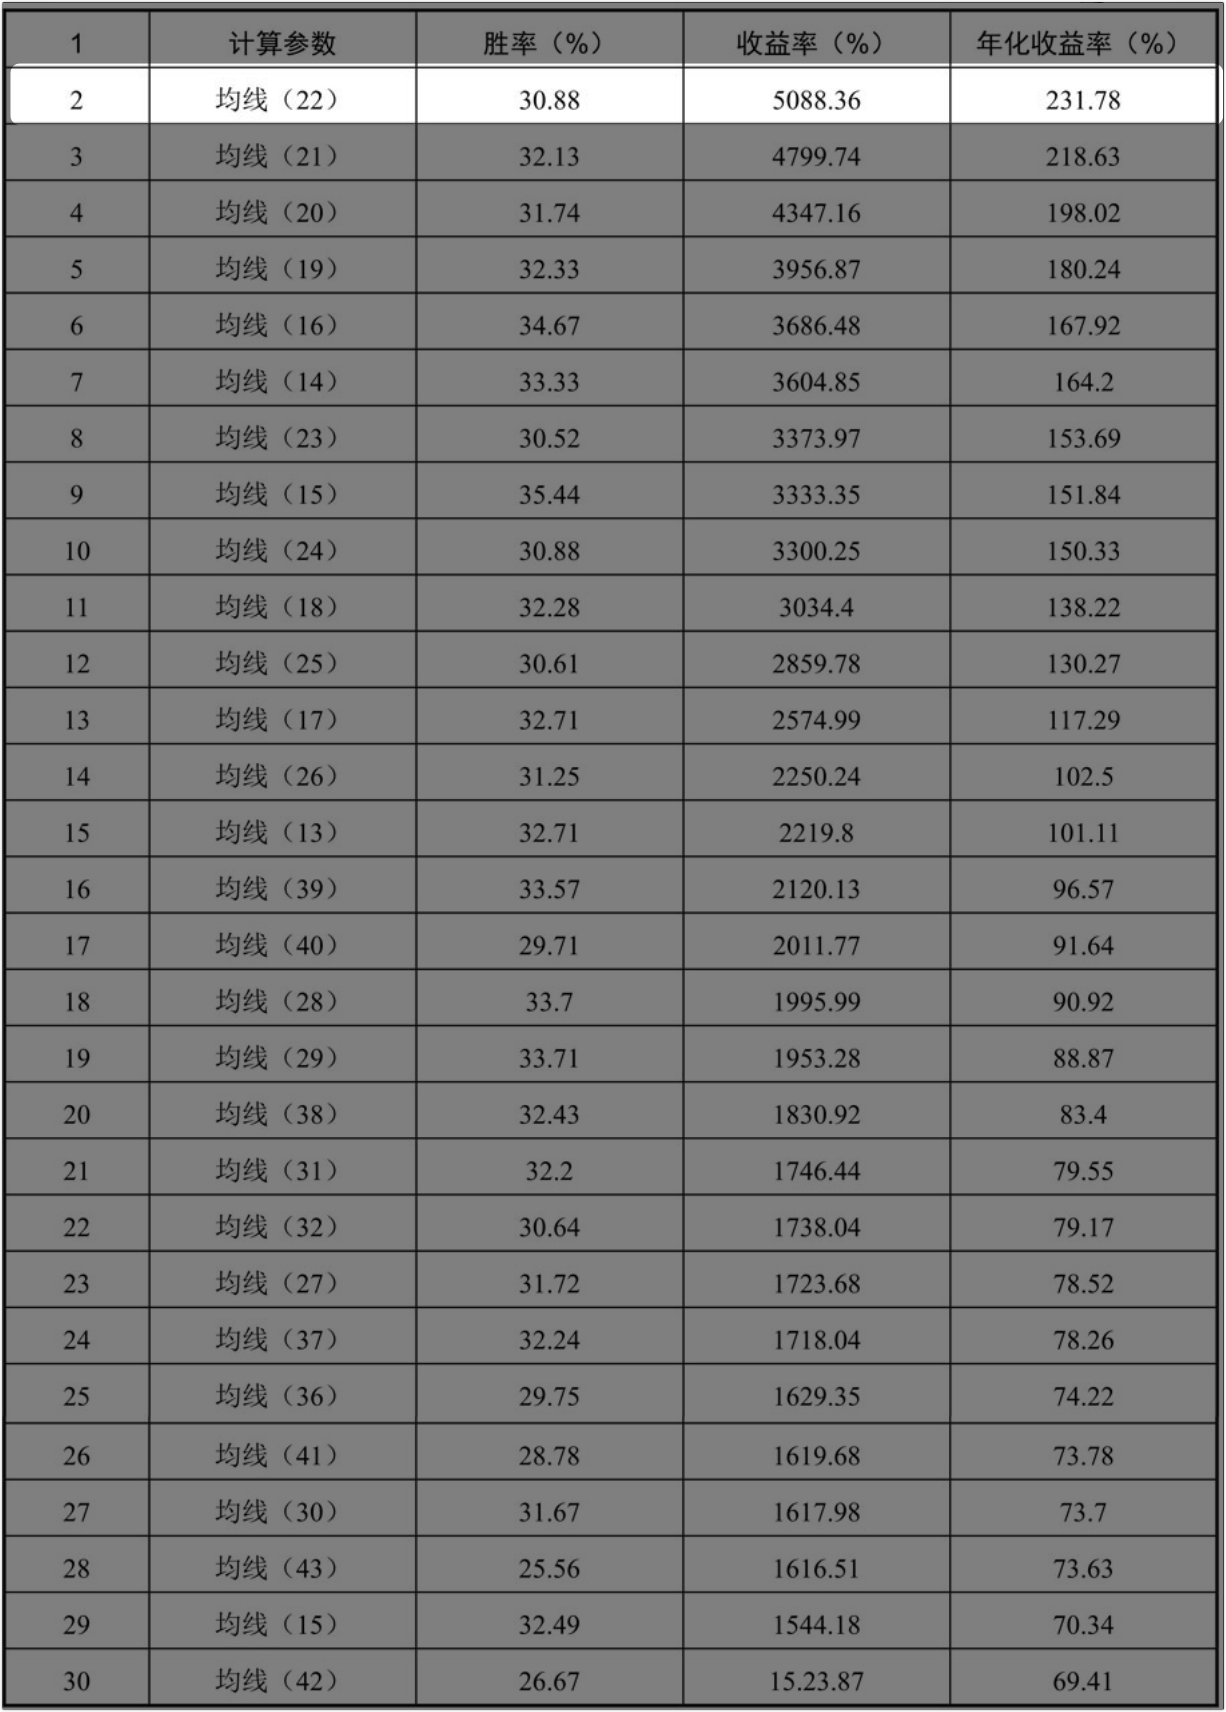 1 计算参数 胜率（%） 收益率（%） 年化收益率（%）
2 均线（22） 30.88 5088.36 231.78
3 均线（21） 32.13 4799.74 218.63
4 均线（20） 31.74 4347.16 198.02
5 均线（19） 32.33 3956.87 180.24
6 均线（16） 34.67 3686.48 167.92
7 均线（14） 33.33 3604.85 164.2
8 均线（23） 30.52 3373.97 153.69
9 均线（15） 35.44 3333.35 151.84
10 均线（24） 30.88 3300.25 150.33
11 均线（18） 32.28 3034.4 138.22
12 均线（25） 30.61 2859.78 130.27
13 均线（17） 32.71 2574.99 117.29
14 均线（26） 31.25 2250.24 102.5
15 均线（13） 32.71 2219.8 101.11
16 均线（39） 33.57 2120.13 96.57
17 均线（40） 29.71 2011.77 91.64
18 均线（28） 33.7 1995.99 90.92
19 均线（29） 33.71 1953.28 88.87
20 均线（38） 32.43 1830.92 83.4
21 均线（31） 32.2 1746.44 79.55
22 均线（32） 30.64 1738.04 79.17
23 均线（27） 31.72 1723.68 78.52
24 均线（37） 32.24 1718.04 78.26
25 均线（36） 29.75 1629.35 74.22
26 均线（41） 28.78 1619.68 73.78
27 均线（30） 31.67 1617.98 73.7
28 均线（43） 25.56 1616.51 73.63
29 均线（15） 32.49 1544.18 70.34
30 均线（42） 26.67 15.23.87 69.41